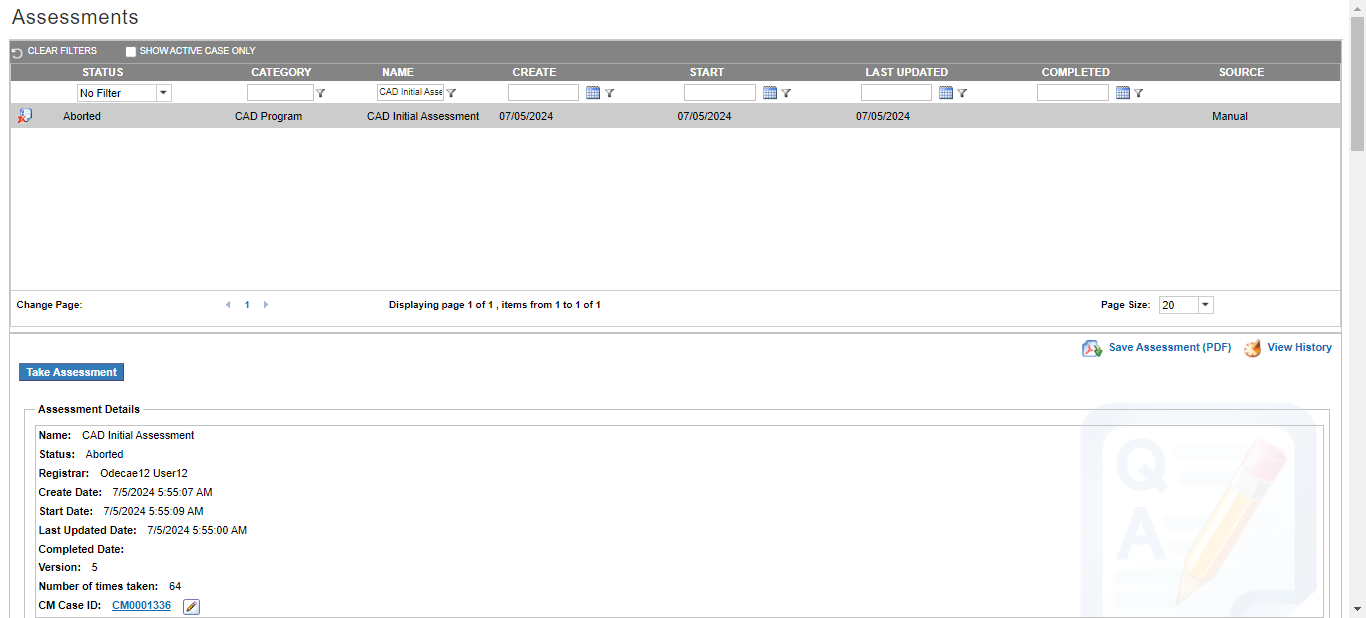 Assessments
CLEAR FILTERS SHOW ACTIVE CASE ONLY
STATUS CATEGORY NAME CREATE START LAST UPDATED COMPLETED SOURCE
No Filter CAD Initial Asse
Aborted CAD Program CAD Initial Assessment 07/05/2024 07/05/2024 07/05/2024 Manual
Change Page: 1 Displaying page 1 of 1 , items from 1 to 1 of 1 Page Size: 20
Save Assessment (PDF) View History
Take Assessment
Assessment Details
Name: CAD Initial Assessment
Status: Aborted
Registrar: Odecae12 User12
Create Date: 7/5/2024 5:55:07 AM
Start Date: 7/5/2024 5:55:09 AM
Last Updated Date: 7/5/2024 5:55:00 AM
Completed Date:
Version: 5
Number of times taken: 64
CM Case ID: CM0001336
Q
A